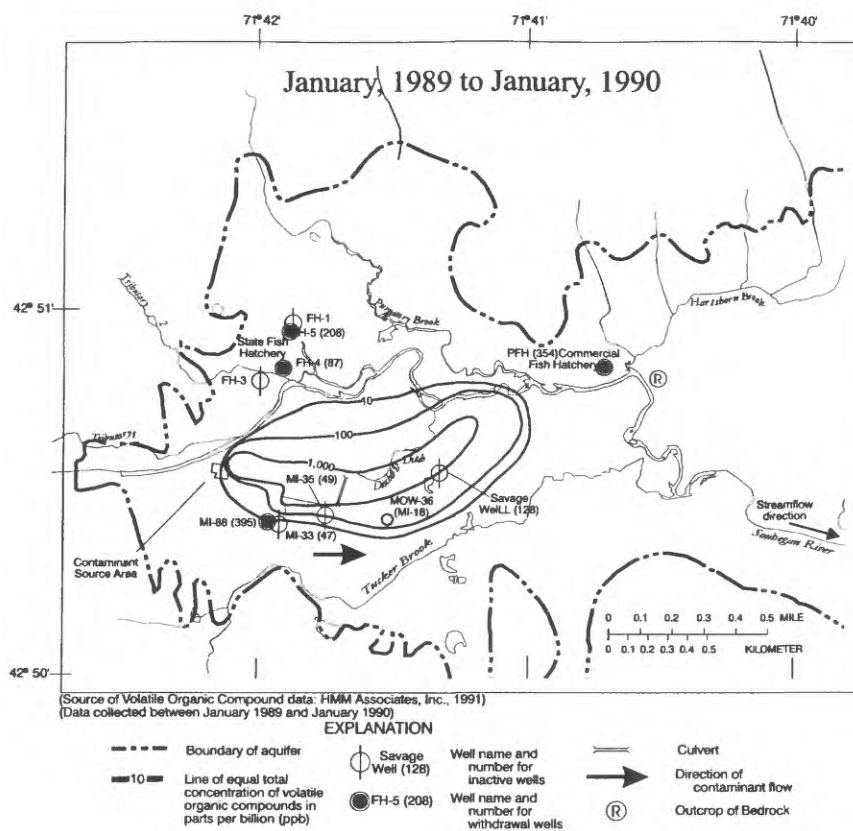 71° 42'
71° 41'
71° 40'
January, 1989 to January, 1990
42° 51'
Tributary 2
Purgatory Brook
Hartshorn Brook
FH-1
H-5 (208)
State Fish
Hatchery
FH-4 (87)
FH-3
PFH (354)Commercial
Fish Hatchery
R
10
100
1,000
Tributary 1
Discharge Ditch
MI-35 (49)
MOW-36
(MI-18)
Savage
WelLL (128)
MI-88 (395)
MI-33 (47)
Contaminant
Source Area
Tucker Brook
Streamflow
direction
Souhegan River
0 0.1 0.2 0.3 0.4 0.5 MILE
0 0.1 0.2 0.3 0.4 0.5 KILOMETER
42° 50'
(Source of Volatile Organic Compound data: HMM Associates, Inc., 1991)
(Data collected between January 1989 and January 1990)
EXPLANATION
Boundary of aquifer
10
Line of equal total
concentration of volatile
organic compounds in
parts per billion (ppb)
Savage
Well (128)
Well name and
number for
inactive wells
FH-5 (208)
Well name and
number for
withdrawal wells
Culvert
Direction of
contaminant flow
R
Outcrop of Bedrock